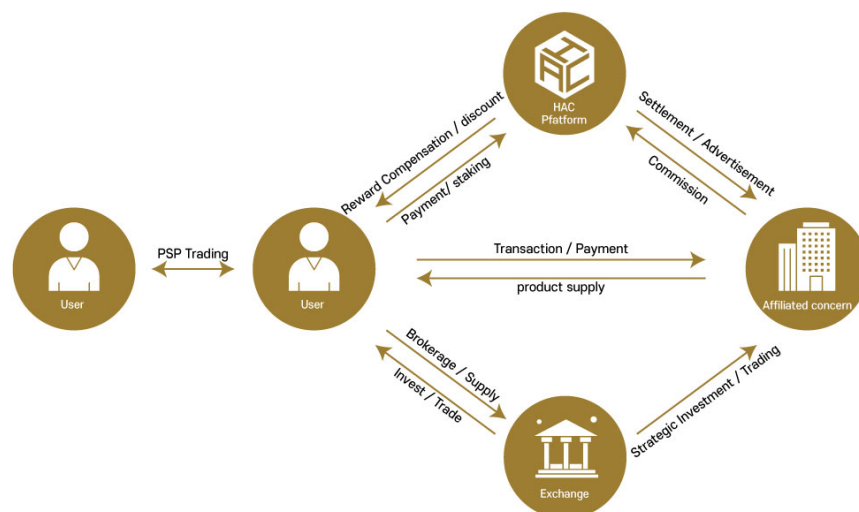 HAC
HAC
Pfatform
Reward Compensation / discount
Payment/ staking
Settlement / Advertisement
Commission
PSP Trading
User
User
Transaction / Payment
product supply
Affiliated concern
Brokerage / Supply
Invest / Trade
Strategic Investment / Trading
Exchange